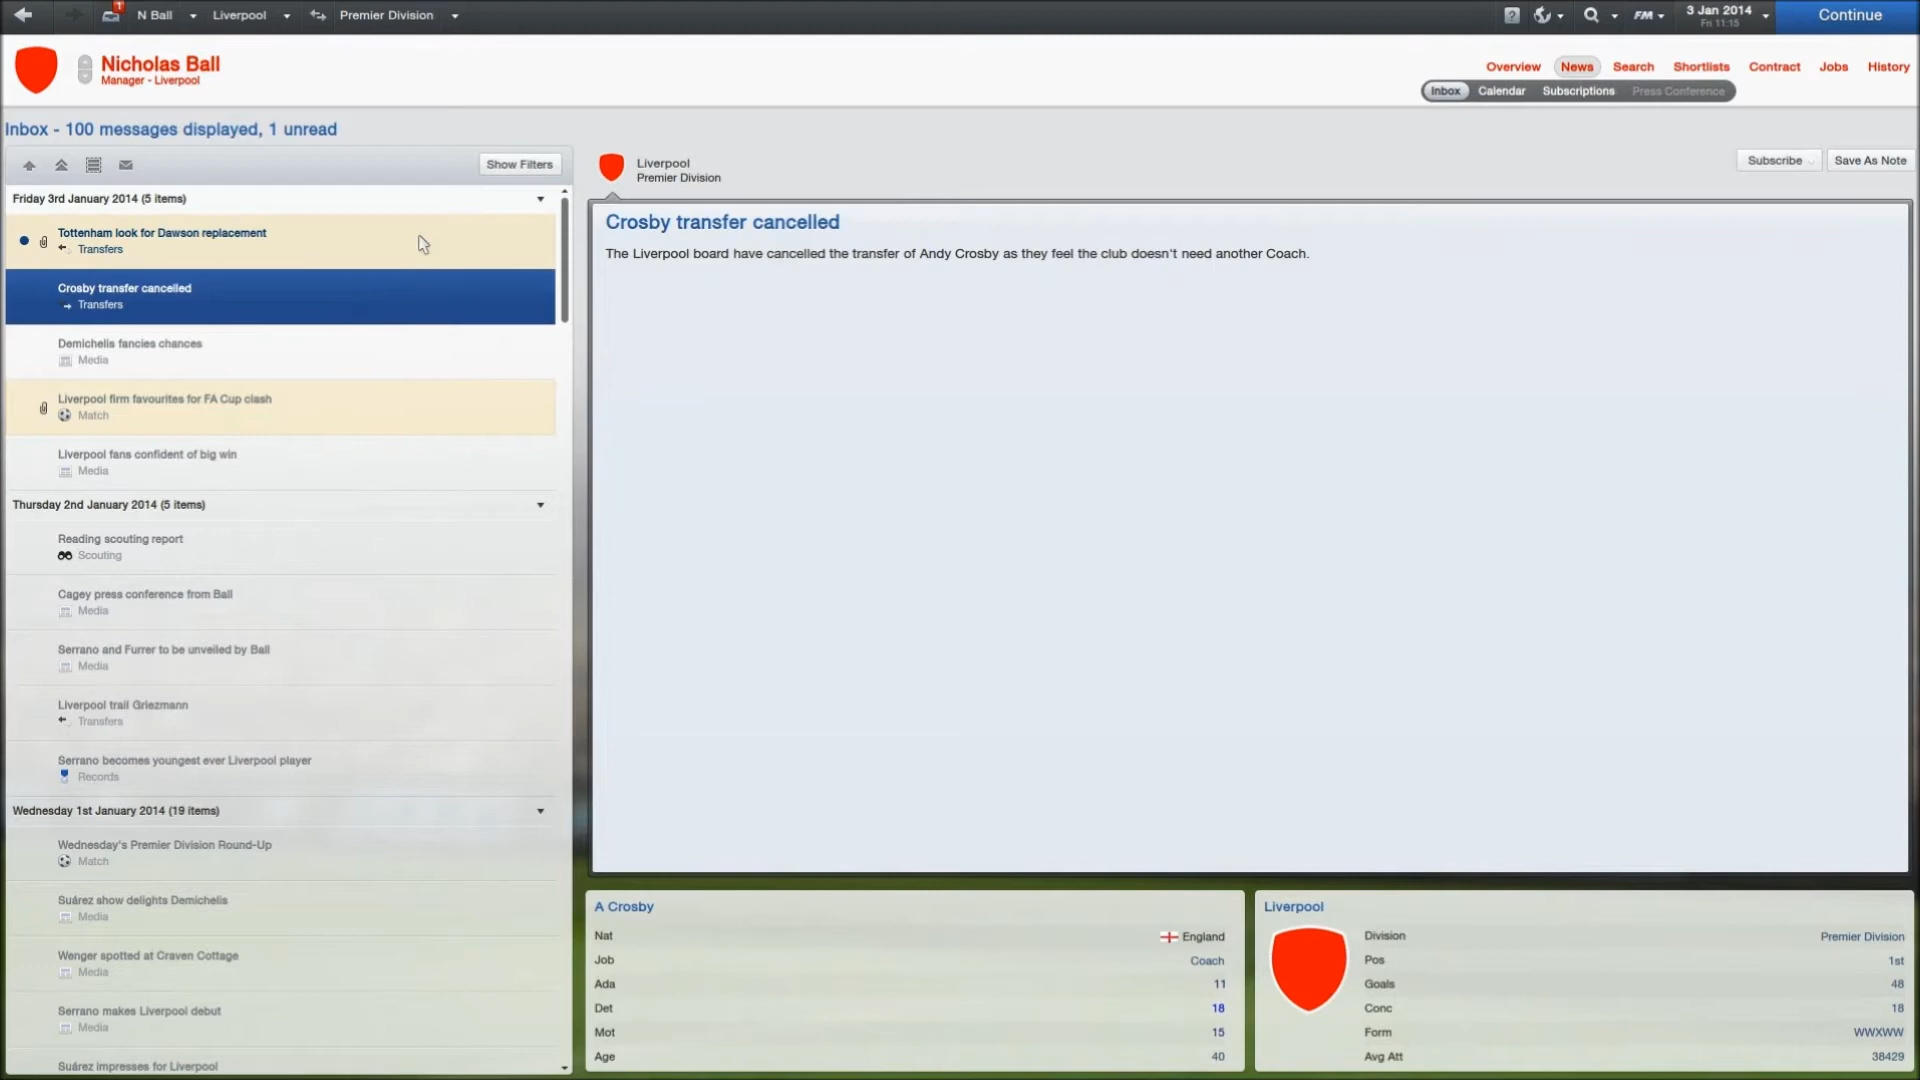 1
N Ball
Liverpool
Premier Division
?
FM
3 Jan 2014
Fri 11:15
Continue
Nicholas Ball
Manager - Liverpool
Overview News Search Shortlists Contract Jobs History
Inbox Calendar Subscriptions Press Conference
Inbox - 100 messages displayed, 1 unread
Show Filters
Friday 3rd January 2014 (5 items)
Tottenham look for Dawson replacement
Transfers
Crosby transfer cancelled
Transfers
Demichelis fancies chances
Media
Liverpool firm favourites for FA Cup clash
Match
Liverpool fans confident of big win
Media
Thursday 2nd January 2014 (5 items)
Reading scouting report
Scouting
Cagey press conference from Ball
Media
Serrano and Furrer to be unveiled by Ball
Media
Liverpool trail Griezmann
Transfers
Serrano becomes youngest ever Liverpool player
Records
Wednesday 1st January 2014 (19 items)
Wednesday's Premier Division Round-Up
Match
Suárez show delights Demichelis
Media
Wenger spotted at Craven Cottage
Media
Serrano makes Liverpool debut
Media
Suárez impresses for Liverpool
Liverpool
Premier Division
Subscribe
Save As Note
Crosby transfer cancelled
The Liverpool board have cancelled the transfer of Andy Crosby as they feel the club doesn't need another Coach.
A Crosby
Nat England
Job Coach
Ada 11
Det 18
Mot 15
Age 40
Liverpool
Division Premier Division
Pos 1st
Goals 48
Conc 18
Form WWXWW
Avg Att 38429